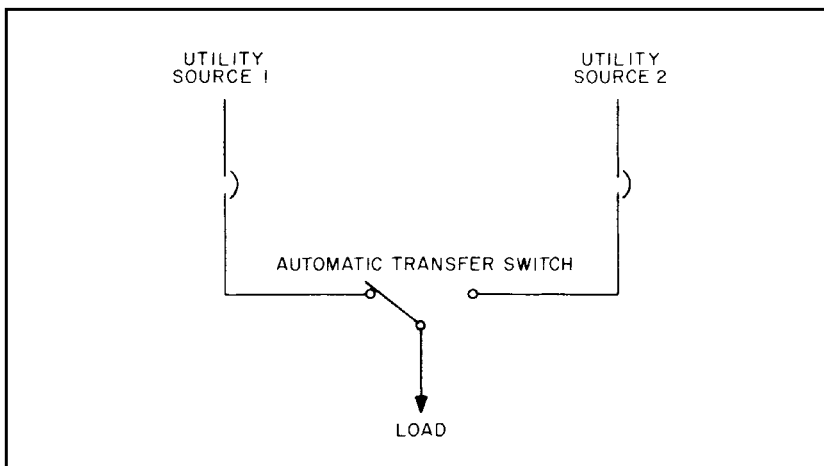 UTILITY
SOURCE 1
UTILITY
SOURCE 2
AUTOMATIC TRANSFER SWITCH
LOAD